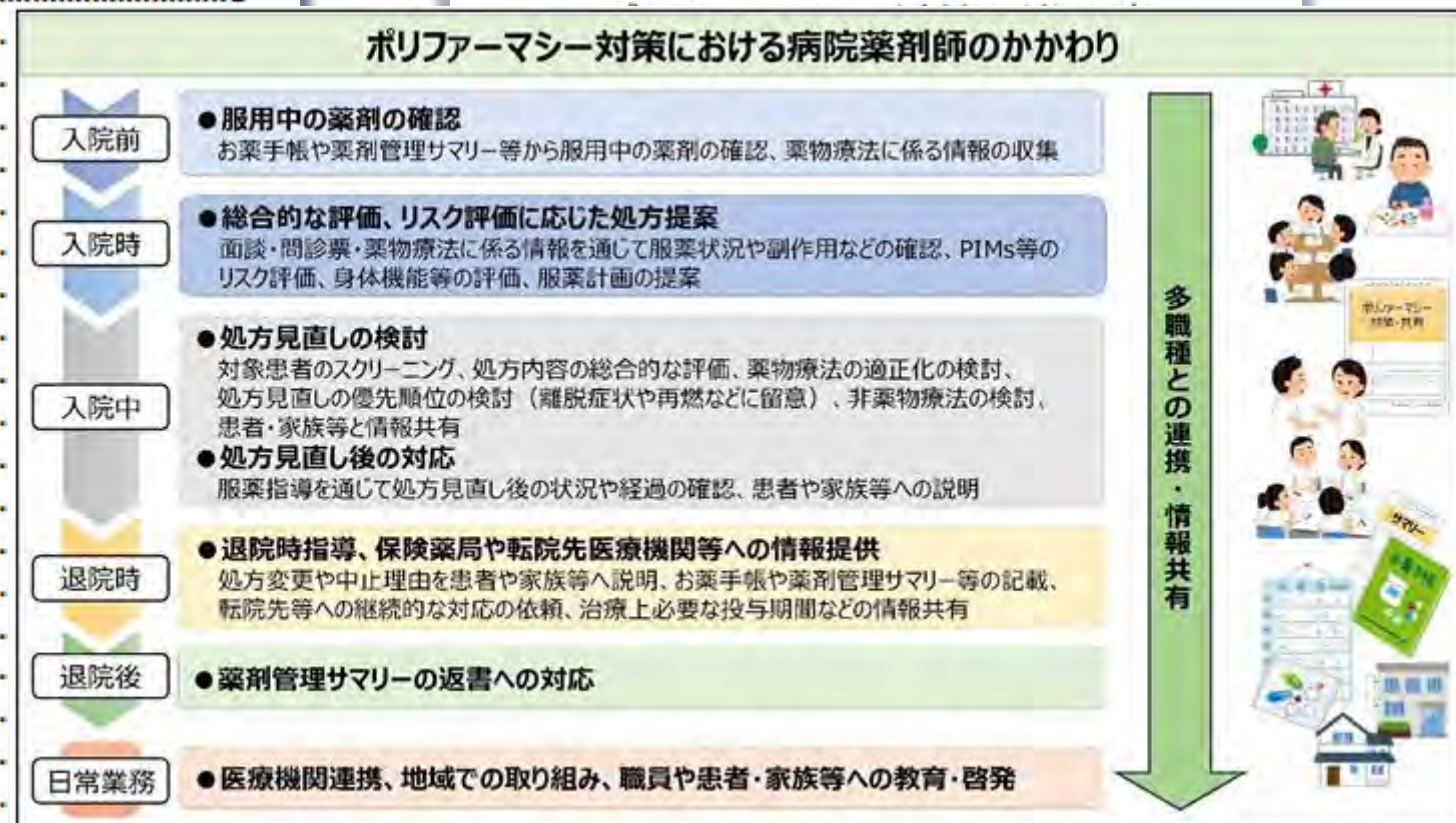 ポリファーマシー対策における病院薬剤師のかかわり
入院前
●服用中の薬剤の確認
お薬手帳や薬剤管理サマリー等から服用中の薬剤の確認、薬物療法に係る情報の収集
入院時
●総合的な評価、リスク評価に応じた処方提案
面談・問診票・薬物療法に係る情報を通じて服薬状況や副作用などの確認、PIMs等の
リスク評価、身体機能等の評価、服薬計画の提案
入院中
●処方見直しの検討
対象患者のスクリーニング、処方内容の総合的な評価、薬物療法の適正化の検討、
処方見直しの優先順位の検討（離脱症状や再燃などに留意）、非薬物療法の検討、
患者・家族等と情報共有
●処方見直し後の対応
服薬指導を通じて処方見直し後の状況や経過の確認、患者や家族等への説明
退院時
●退院時指導、保険薬局や転院先医療機関等への情報提供
処方変更や中止理由を患者や家族等へ説明、お薬手帳や薬剤管理サマリー等の記載、
転院先等への継続的な対応の依頼、治療上必要な投与期間などの情報共有
退院後
●薬剤管理サマリーの返書への対応
日常業務
●医療機関連携、地域での取り組み、職員や患者・家族等への教育・啓発
多職種との連携・情報共有
ポリファーマシー
サマリー